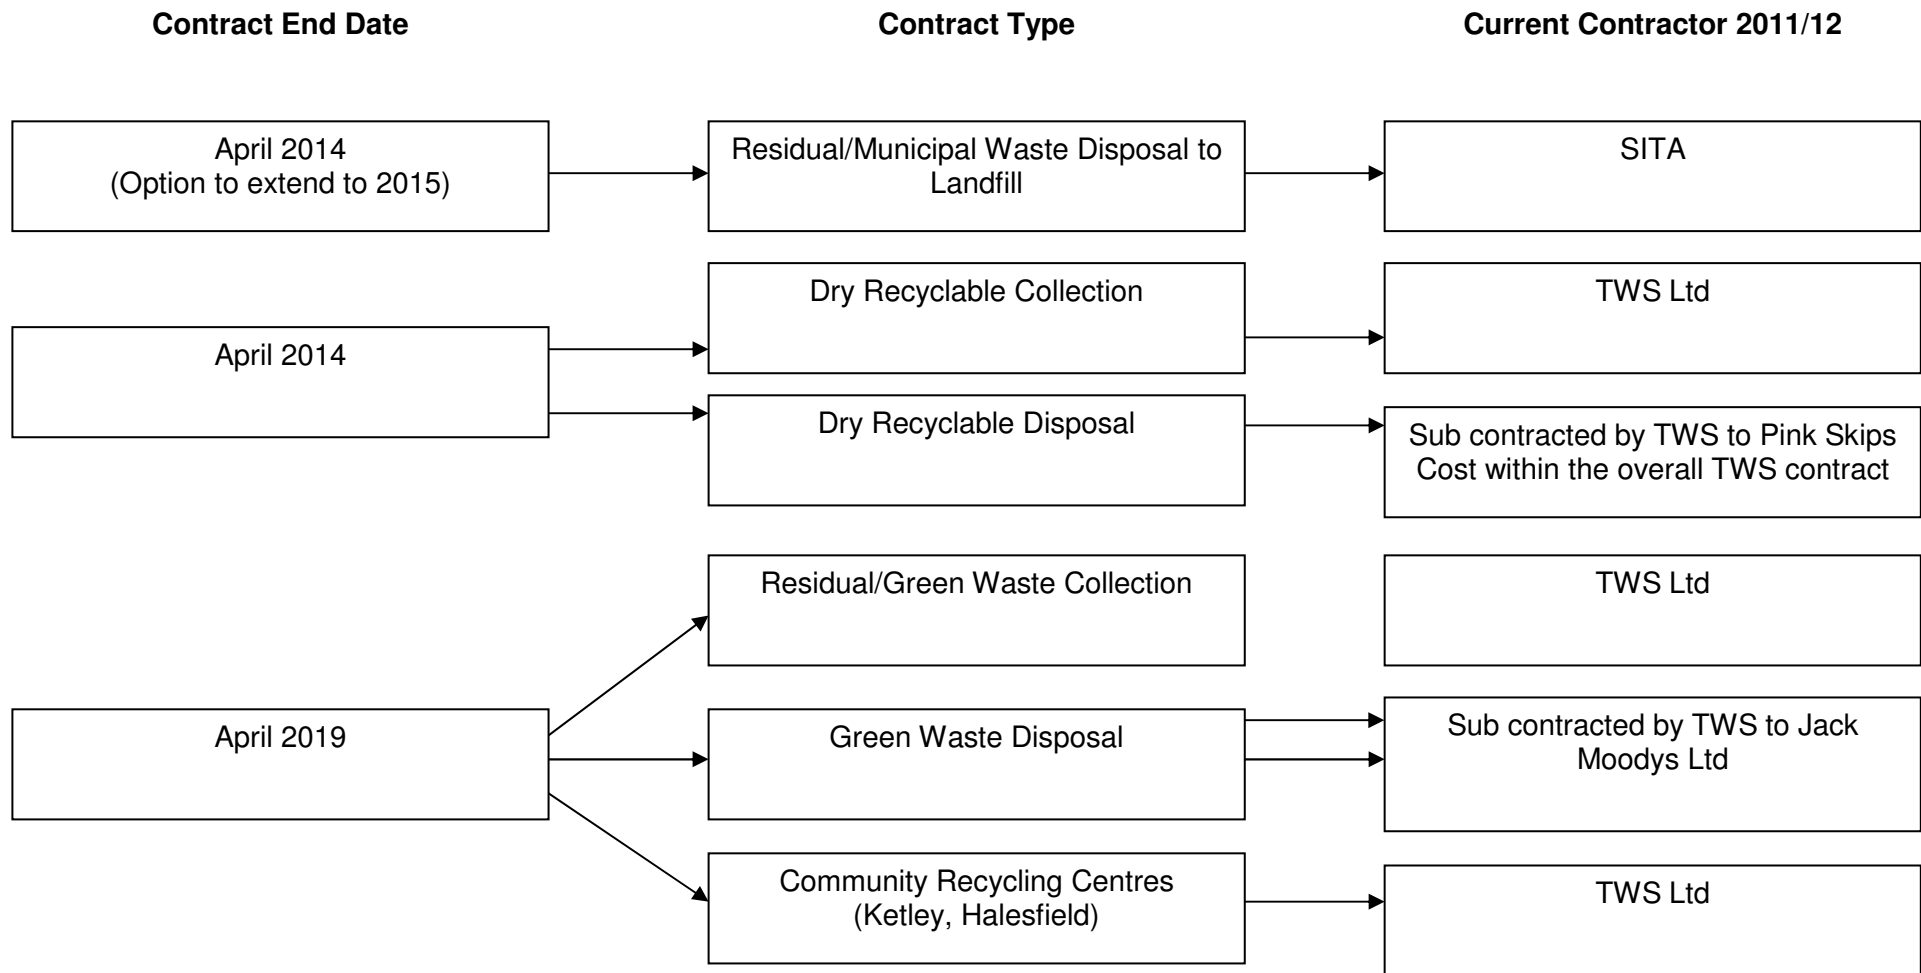 Contract End Date
Contract Type
Current Contractor 2011/12
April 2014
(Option to extend to 2015)
Residual/Municipal Waste Disposal to
Landfill
SITA
April 2014
Dry Recyclable Collection
TWS Ltd
Dry Recyclable Disposal
Sub contracted by TWS to Pink Skips
Cost within the overall TWS contract
April 2019
Residual/Green Waste Collection
TWS Ltd
Green Waste Disposal
Sub contracted by TWS to Jack
Moodys Ltd
Community Recycling Centres
(Ketley, Halesfield)
TWS Ltd